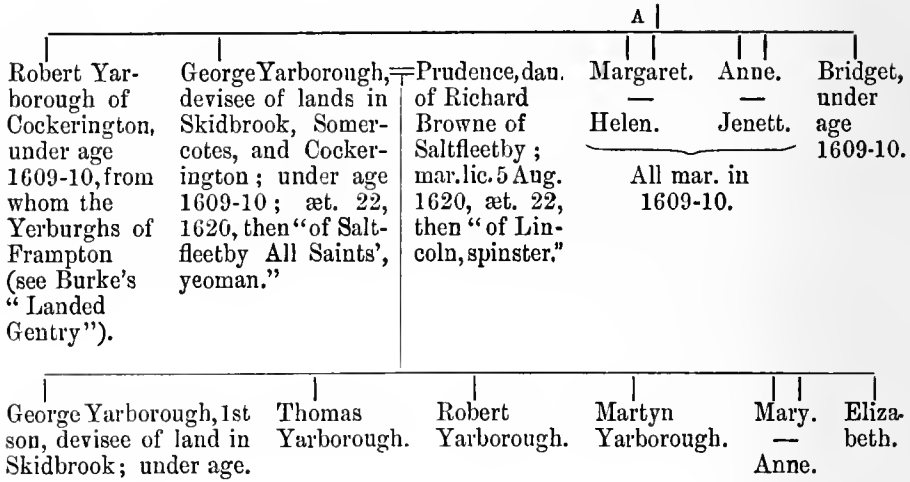 A
Robert Yar-
borough of
Cockerington,
under age
1609-10, from
whom the
Yerburghs of
Frampton
(see Burke's
“Landed
Gentry”).
George Yarborough,
devisee of lands in
Skidbrook, Somer-
cotes, and Cocker-
ington; under age
1609-10; æt. 22,
1620, then “of Salt-
fleetby All Saints',
yeoman.”
Prudence, dau.
of Richard
Browne of
Saltfleetby;
mar. lic. 5 Aug.
1620, æt. 22,
then “of Lin-
coln, spinster.”
Margaret.
—
Helen.
Anne.
—
Jenett.
All mar. in
1609-10.
Bridget,
under
age
1609-10.
George Yarborough, 1st
son, devisee of land in
Skidbrook; under age.
Thomas
Yarborough.
Robert
Yarborough.
Martyn
Yarborough.
Mary.
—
Anne.
Eliza-
beth.